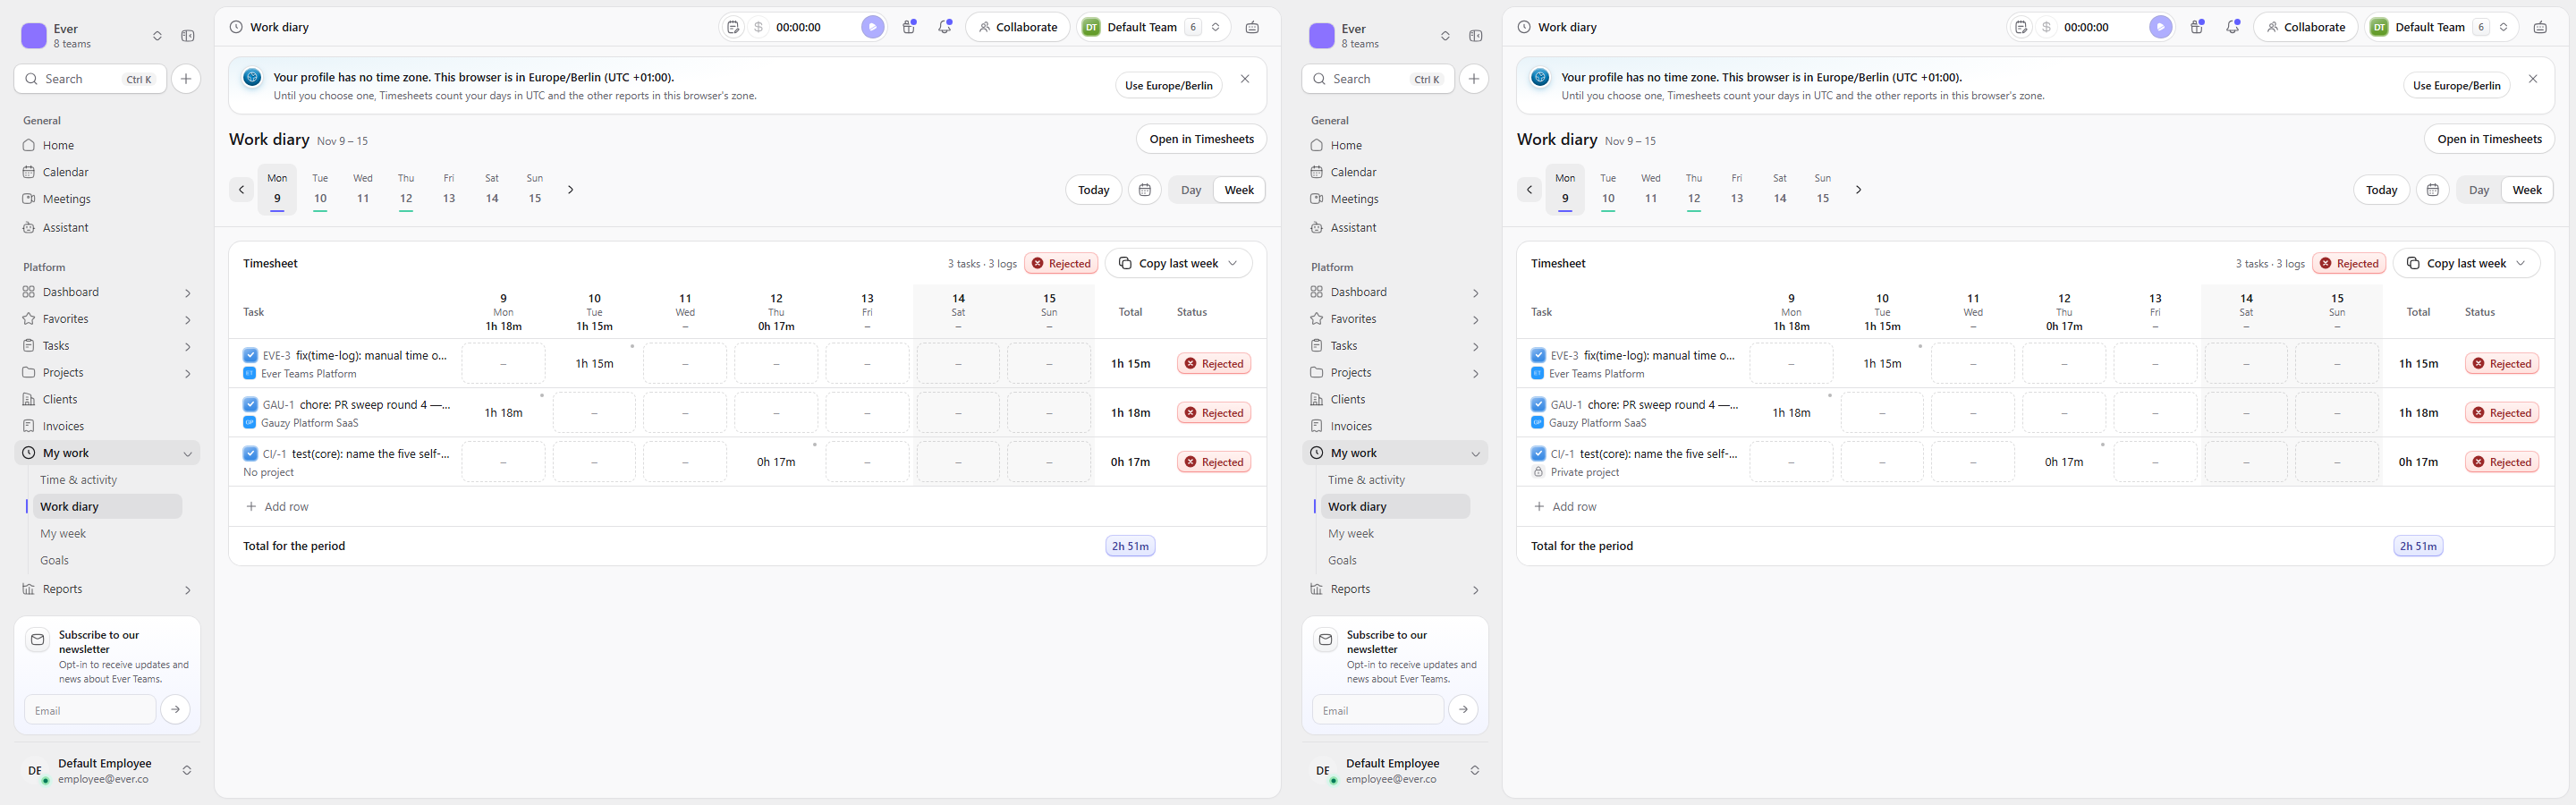 Ever
8 teams
Search Ctrl K
General
Home
Calendar
Meetings
Assistant
Platform
Dashboard
Favorites
Tasks
Projects
Clients
Invoices
My work
Time & activity
Work diary
My week
Goals
Reports
Subscribe to our
newsletter
Opt-in to receive updates and
news about Ever Teams.
Email
DE Default Employee
employee@ever.co
Work diary
$ 00:00:00 Collaborate DT Default Team 6
Your profile has no time zone. This browser is in Europe/Berlin (UTC +01:00).
Until you choose one, Timesheets count your days in UTC and the other reports in this browser's zone.
Use Europe/Berlin
Work diary Nov 9 – 15 Open in Timesheets
Mon Tue Wed Thu Fri Sat Sun
9 10 11 12 13 14 15
Today Day Week
Timesheet 3 tasks · 3 logs Rejected Copy last week
9 10 11 12 13 14 15
Task Mon Tue Wed Thu Fri Sat Sun Total Status
1h 18m 1h 15m – 0h 17m – – –
EVE-3 fix(time-log): manual time o...
ET Ever Teams Platform
– 1h 15m – – – – – 1h 15m Rejected
GAU-1 chore: PR sweep round 4 —...
GP Gauzy Platform SaaS
1h 18m – – – – – – 1h 18m Rejected
CI/-1 test(core): name the five self-...
No project
– – – 0h 17m – – – 0h 17m Rejected
Add row
Total for the period 2h 51m
Ever
8 teams
Search Ctrl K
General
Home
Calendar
Meetings
Assistant
Platform
Dashboard
Favorites
Tasks
Projects
Clients
Invoices
My work
Time & activity
Work diary
My week
Goals
Reports
Subscribe to our
newsletter
Opt-in to receive updates and
news about Ever Teams.
Email
DE Default Employee
employee@ever.co
Work diary
$ 00:00:00 Collaborate DT Default Team 6
Your profile has no time zone. This browser is in Europe/Berlin (UTC +01:00).
Until you choose one, Timesheets count your days in UTC and the other reports in this browser's zone.
Use Europe/Berlin
Work diary Nov 9 – 15 Open in Timesheets
Mon Tue Wed Thu Fri Sat Sun
9 10 11 12 13 14 15
Today Day Week
Timesheet 3 tasks · 3 logs Rejected Copy last week
9 10 11 12 13 14 15
Task Mon Tue Wed Thu Fri Sat Sun Total Status
1h 18m 1h 15m – 0h 17m – – –
EVE-3 fix(time-log): manual time o...
ET Ever Teams Platform
– 1h 15m – – – – – 1h 15m Rejected
GAU-1 chore: PR sweep round 4 —...
GP Gauzy Platform SaaS
1h 18m – – – – – – 1h 18m Rejected
CI/-1 test(core): name the five self-...
Private project
– – – 0h 17m – – – 0h 17m Rejected
Add row
Total for the period 2h 51m